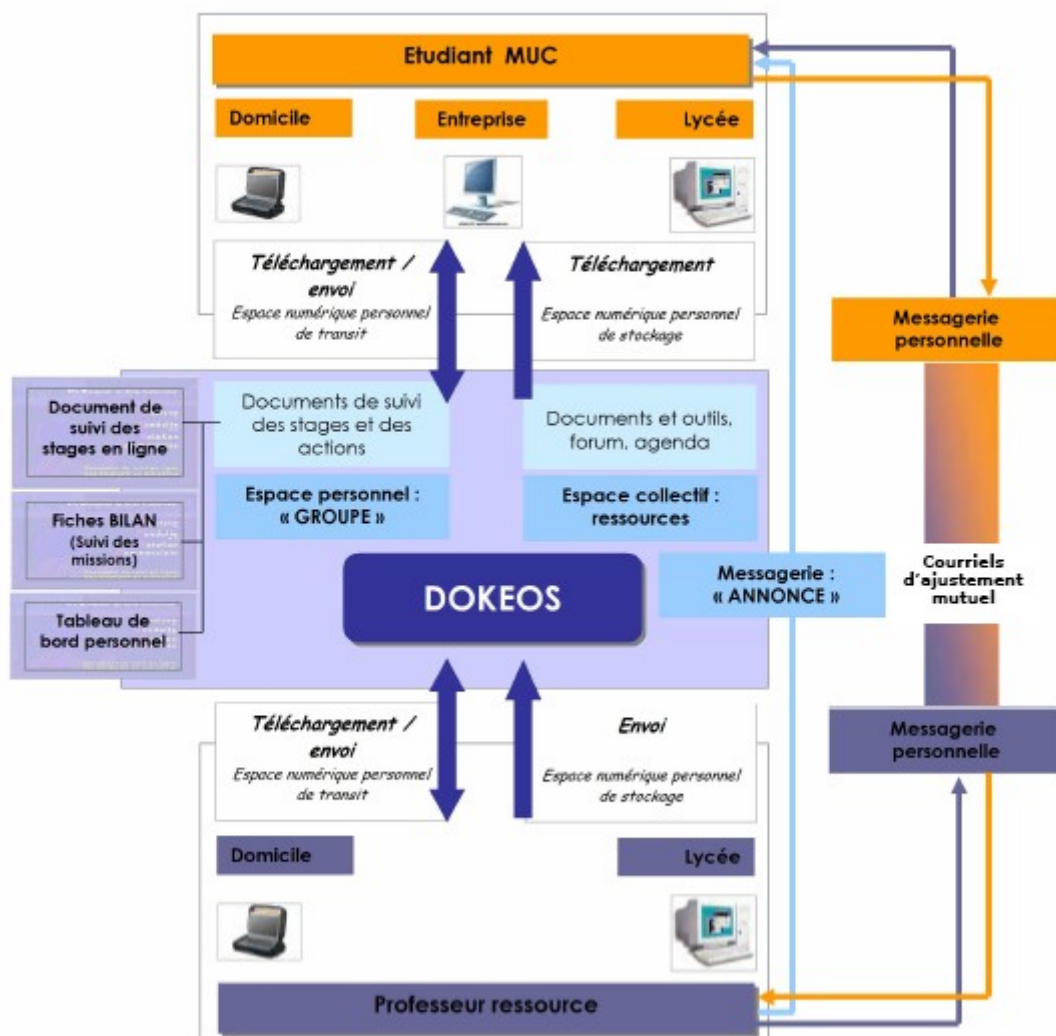 Etudiant MUC
Domicile
Entreprise
Lycée
Téléchargement /
envoi
Espace numérique personnel
de transit
Téléchargement
Espace numérique personnel
de stockage
Messagerie
personnelle
Document de
suivi des
stages en ligne
Documents de suivi
des stages et des
actions
Documents et outils,
forum, agenda
Espace personnel :
« GROUPE »
Espace collectif :
ressources
Fiches BILAN
(Suivi des
missions)
Tableau de
bord personnel
DOKEOS
Messagerie :
« ANNONCE »
Courriels
d'ajustement
mutuel
Téléchargement /
envoi
Espace numérique personnel
de transit
Envoi
Espace numérique personnel
de stockage
Messagerie
personnelle
Domicile
Lycée
Professeur ressource